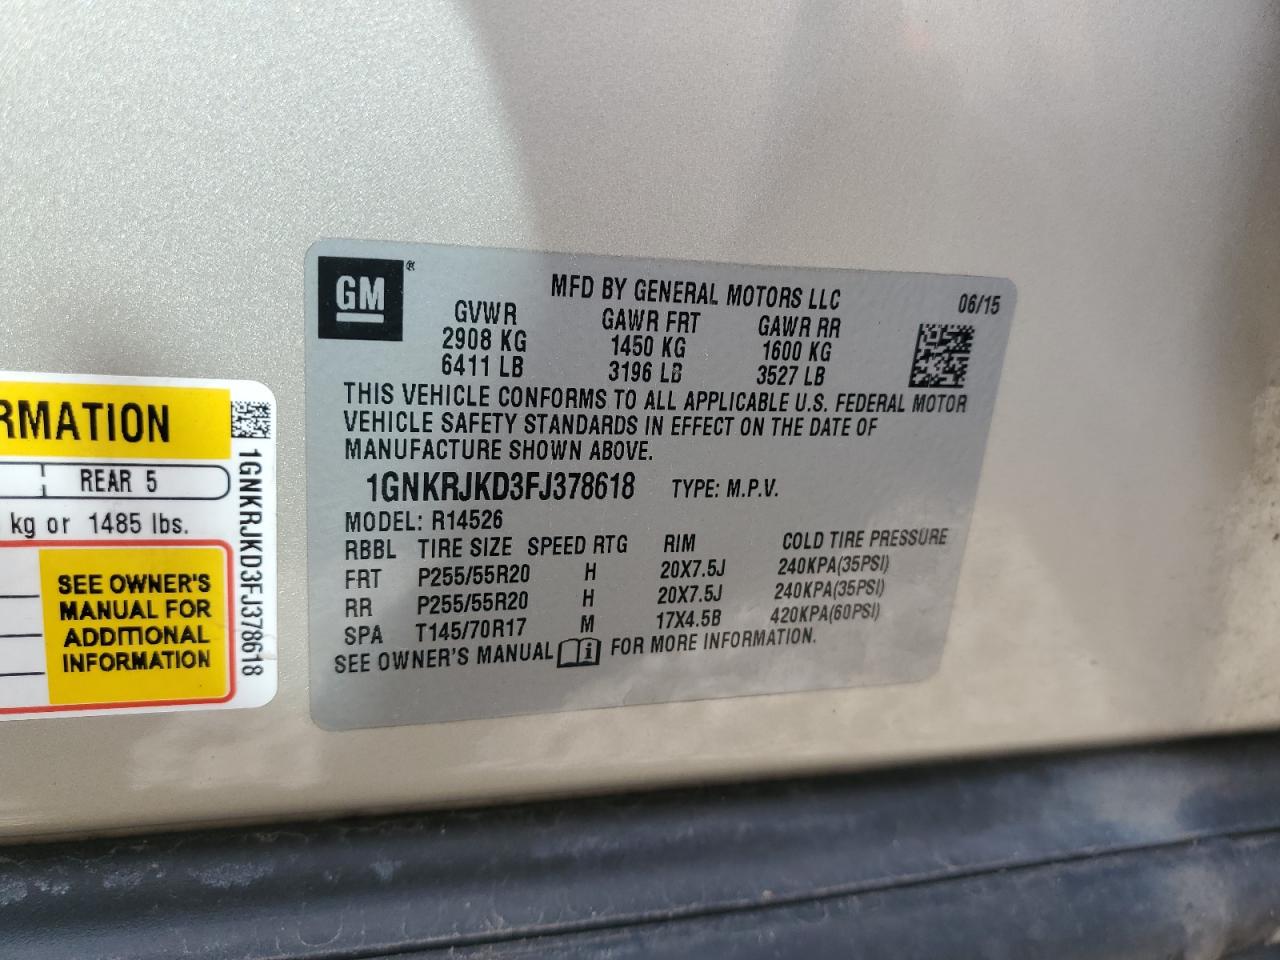 GM®
MFD BY GENERAL MOTORS LLC 06/15
GVWR GAWR FRT GAWR RR
2908 KG 1450 KG 1600 KG
6411 LB 3196 LB 3527 LB
THIS VEHICLE CONFORMS TO ALL APPLICABLE U.S. FEDERAL MOTOR
VEHICLE SAFETY STANDARDS IN EFFECT ON THE DATE OF
MANUFACTURE SHOWN ABOVE.
1GNKRJKD3FJ378618 TYPE: M.P.V.
MODEL: R14526
RBBL TIRE SIZE SPEED RTG RIM COLD TIRE PRESSURE
FRT P255/55R20 H 20X7.5J 240KPA(35PSI)
RR P255/55R20 H 20X7.5J 240KPA(35PSI)
SPA T145/70R17 M 17X4.5B 420KPA(60PSI)
SEE OWNER'S MANUAL FOR MORE INFORMATION.
RMATION
REAR 5
kg or 1485 lbs.
SEE OWNER'S
MANUAL FOR
ADDITIONAL
INFORMATION
1GNKRJKD3FJ378618